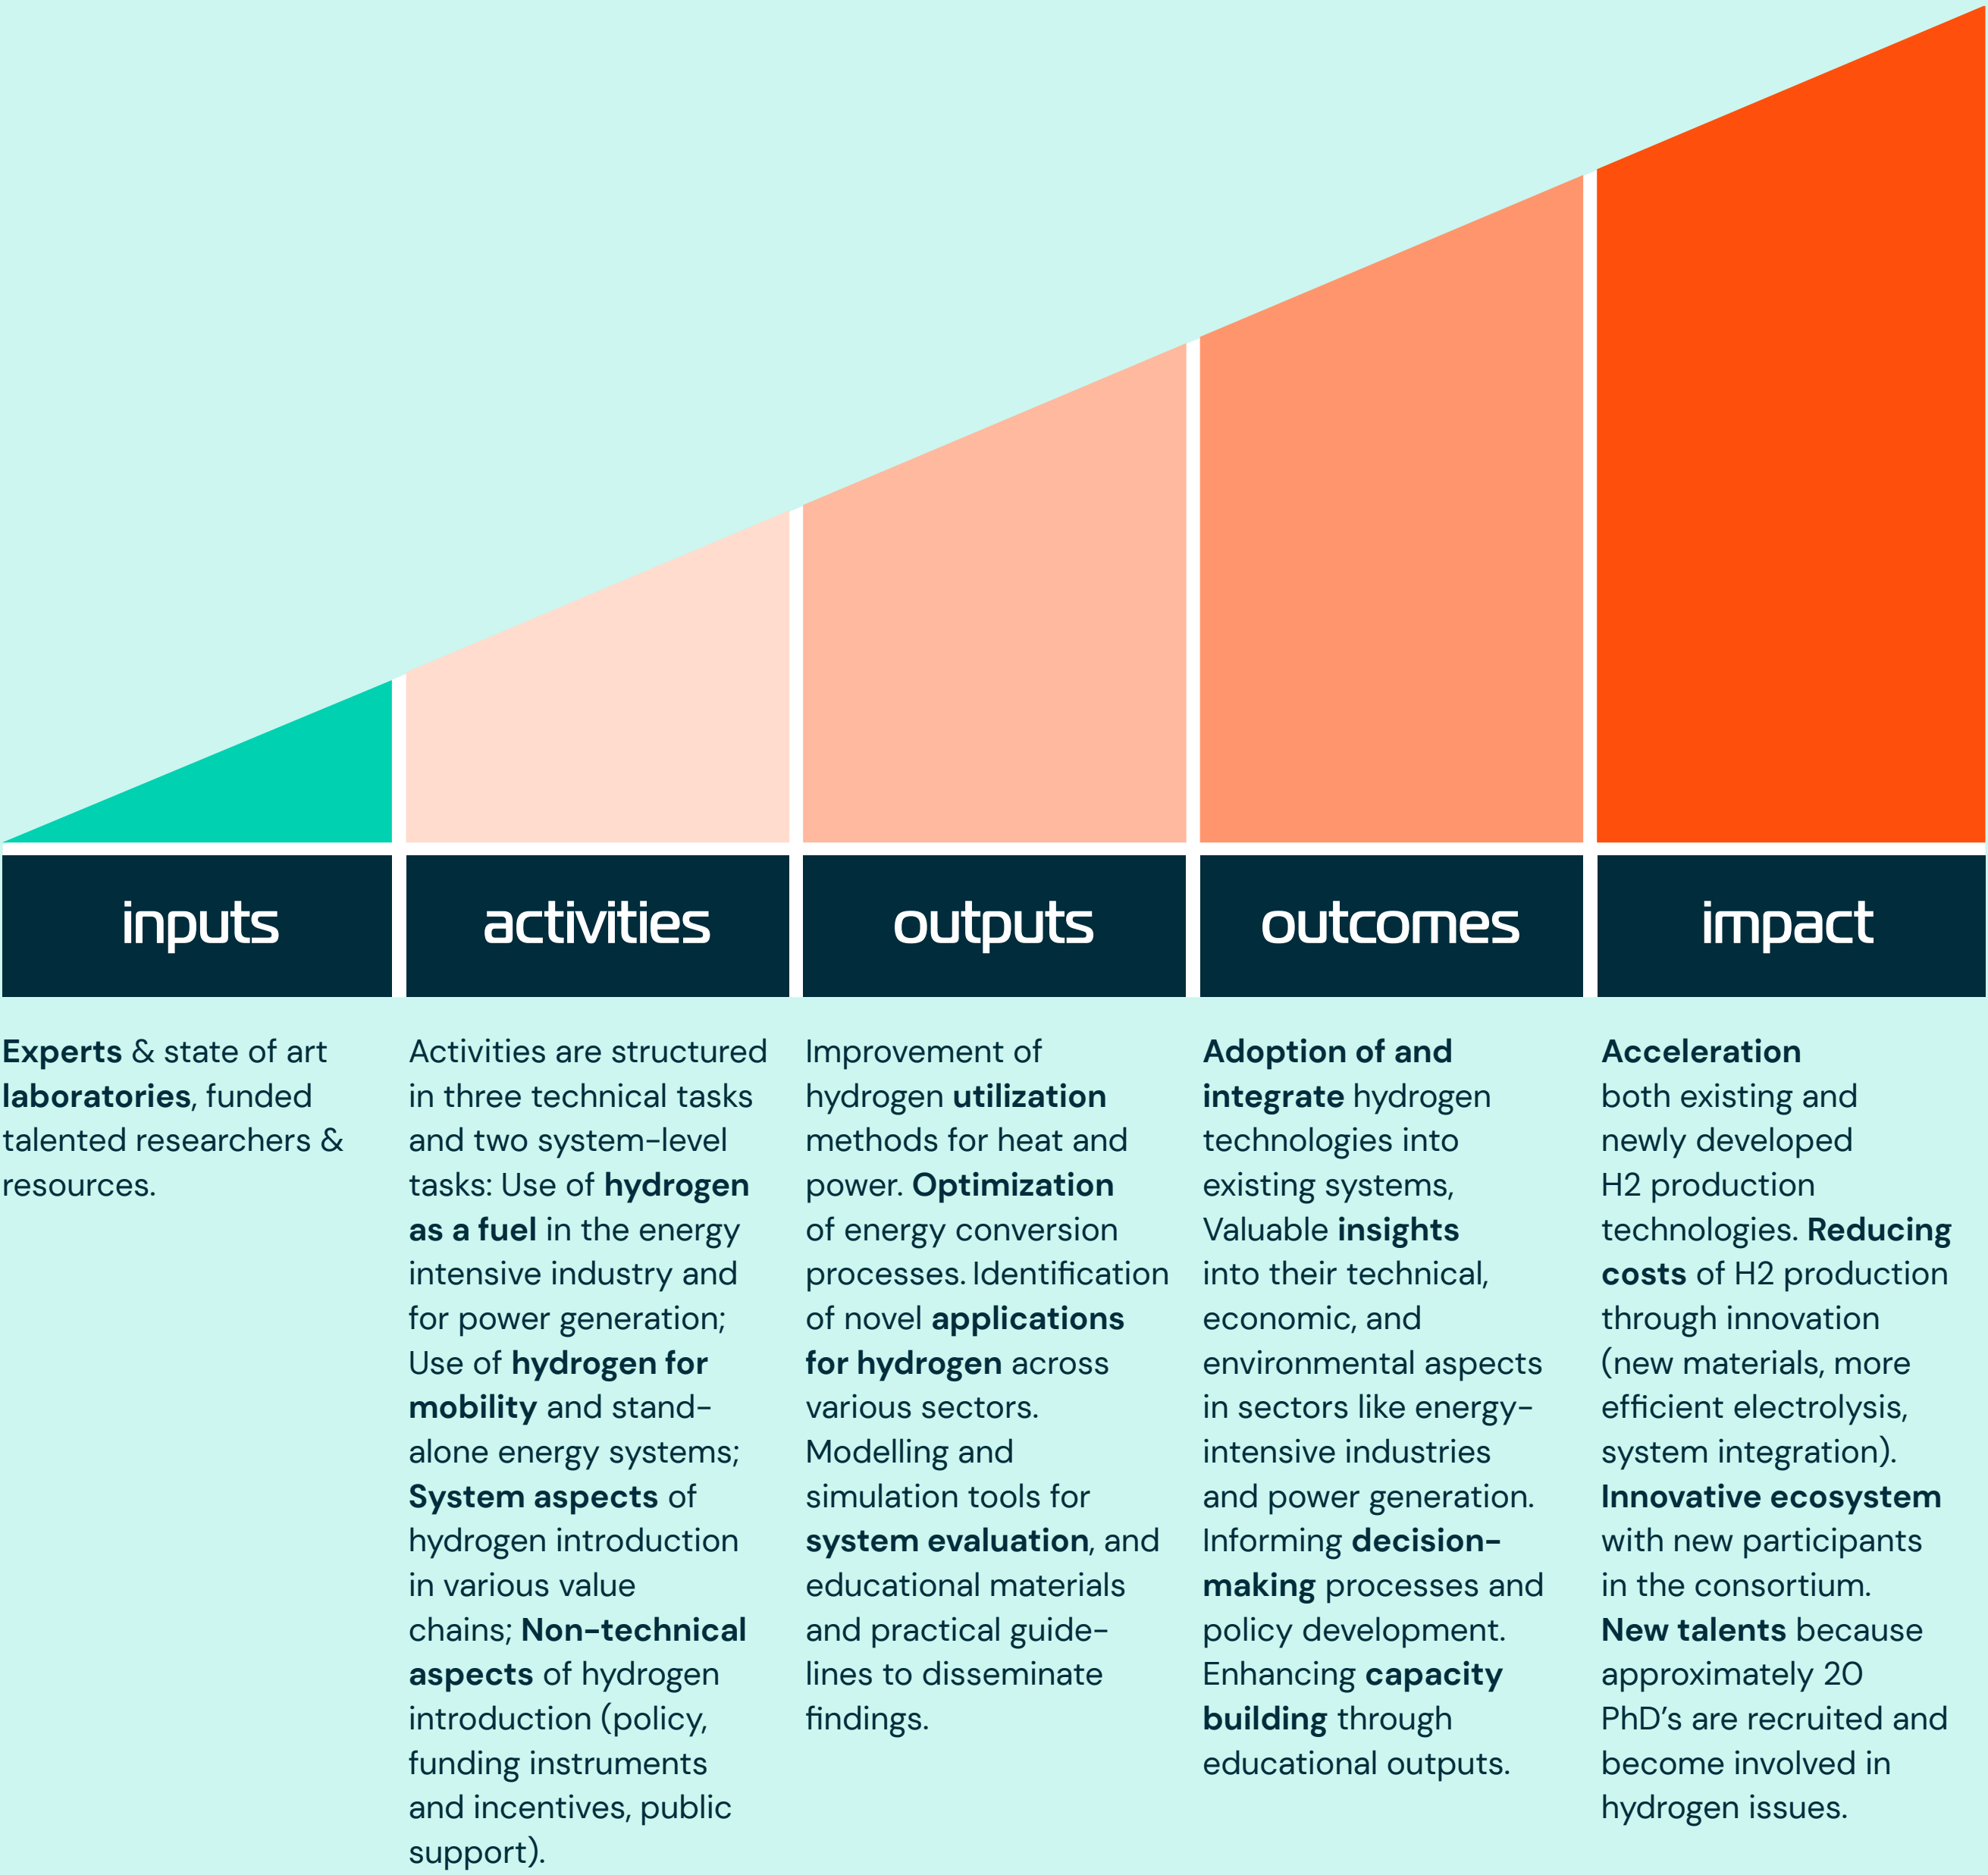 inputs
activities
outputs
outcomes
impact
Experts & state of art
laboratories, funded
talented researchers &
resources.
Activities are structured
in three technical tasks
and two system-level
tasks: Use of hydrogen
as a fuel in the energy
intensive industry and
for power generation;
Use of hydrogen for
mobility and stand-
alone energy systems;
System aspects of
hydrogen introduction
in various value
chains; Non-technical
aspects of hydrogen
introduction (policy,
funding instruments
and incentives, public
support).
Improvement of
hydrogen utilization
methods for heat and
power. Optimization
of energy conversion
processes. Identification
of novel applications
for hydrogen across
various sectors.
Modelling and
simulation tools for
system evaluation, and
educational materials
and practical guide-
lines to disseminate
findings.
Adoption of and
integrate hydrogen
technologies into
existing systems,
Valuable insights
into their technical,
economic, and
environmental aspects
in sectors like energy-
intensive industries
and power generation.
Informing decision-
making processes and
policy development.
Enhancing capacity
building through
educational outputs.
Acceleration
both existing and
newly developed
H2 production
technologies. Reducing
costs of H2 production
through innovation
(new materials, more
efficient electrolysis,
system integration).
Innovative ecosystem
with new participants
in the consortium.
New talents because
approximately 20
PhD's are recruited and
become involved in
hydrogen issues.